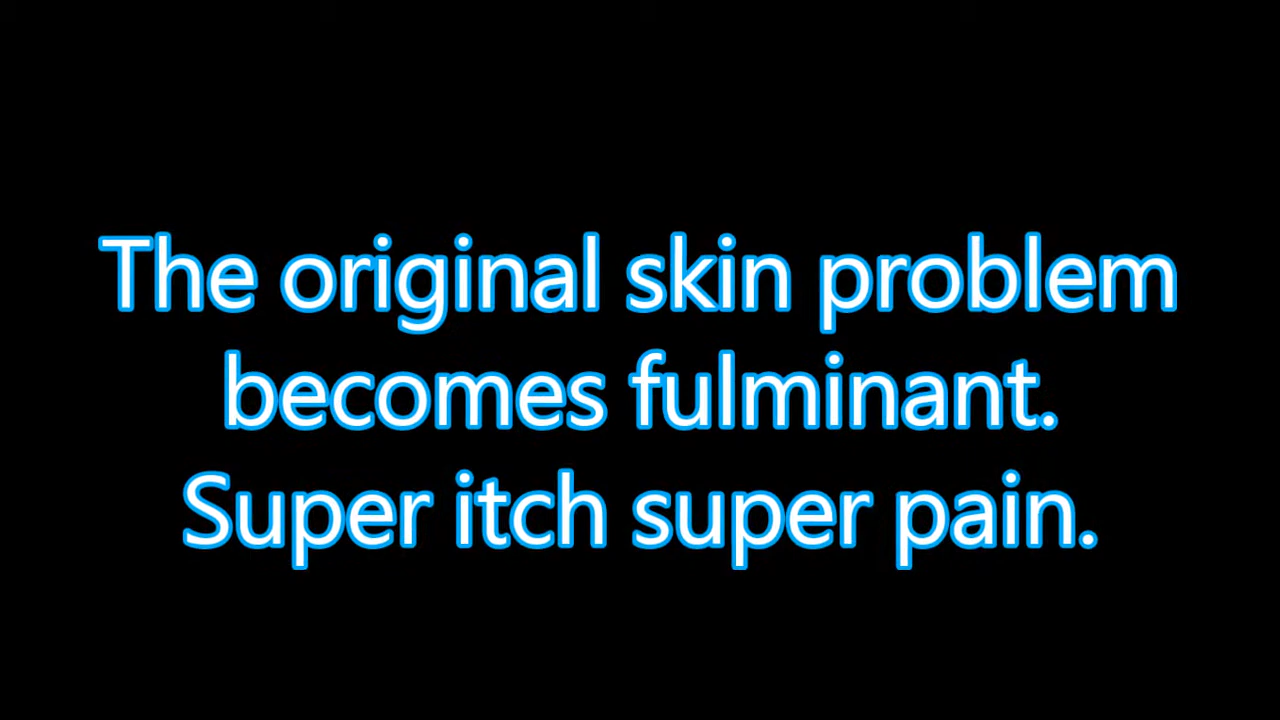 The original skin problem
becomes fulminant.
Super itch super pain.